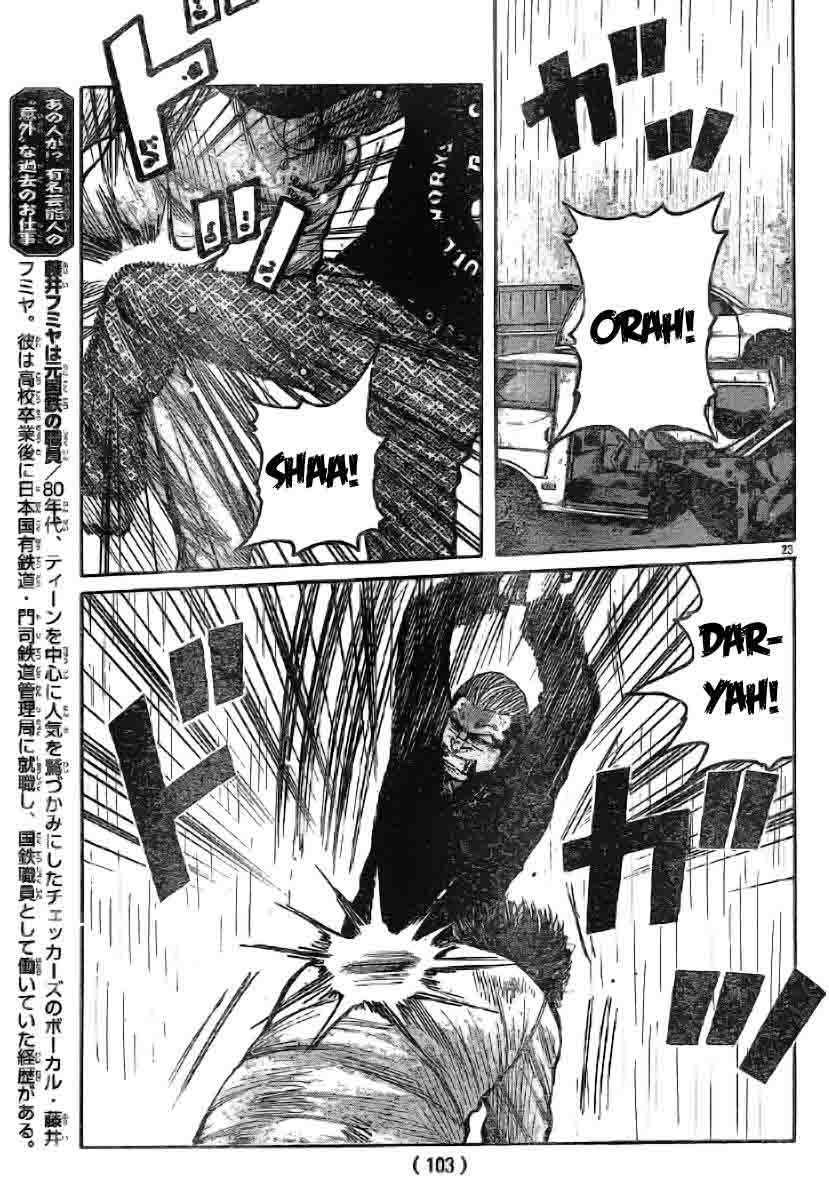 ガッ
ORAH!
23
ドドドド
SHAA!
DAR-
YAH!
ガガッ
ドド
あの人が!? 有名芸能人の
“意外”な過去のお仕事
藤井フミヤは元国鉄の職員 80年代、ティーンを中心に人気を鷲づかみにしたチェッカーズのボーカル・藤井
フミヤ。彼は高校卒業後に日本国有鉄道・門司鉄道管理局に就職し、国鉄職員として働いていた経歴がある。
(103)